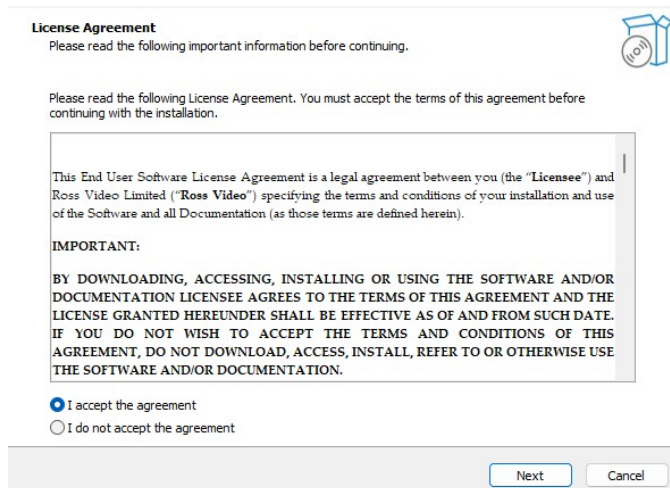 License Agreement
Please read the following important information before continuing.
Please read the following License Agreement. You must accept the terms of this agreement before
continuing with the installation.
This End User Software License Agreement is a legal agreement between you (the “Licensee”) and
Ross Video Limited (“Ross Video”) specifying the terms and conditions of your installation and use
of the Software and all Documentation (as those terms are defined herein).
IMPORTANT:
BY DOWNLOADING, ACCESSING, INSTALLING OR USING THE SOFTWARE AND/OR
DOCUMENTATION LICENSEE AGREES TO THE TERMS OF THIS AGREEMENT AND THE
LICENSE GRANTED HEREUNDER SHALL BE EFFECTIVE AS OF AND FROM SUCH DATE.
IF YOU DO NOT WISH TO ACCEPT THE TERMS AND CONDITIONS OF THIS
AGREEMENT, DO NOT DOWNLOAD, ACCESS, INSTALL, REFER TO OR OTHERWISE USE
THE SOFTWARE AND/OR DOCUMENTATION.
I accept the agreement
I do not accept the agreement
Next Cancel